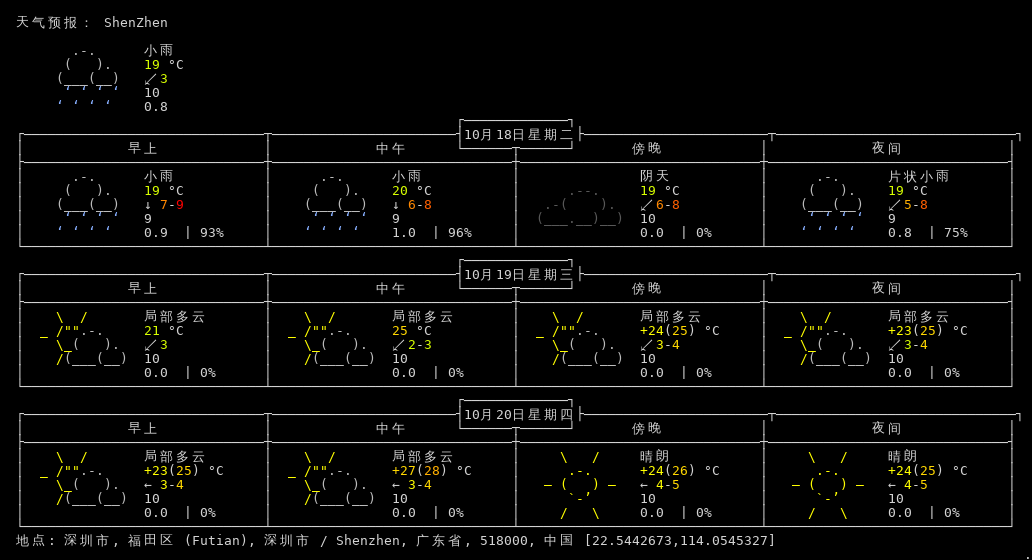 天气预报： ShenZhen
小雨
19 °C
↙ 3
10
0.8
10月18日星期二
早上 中午 傍晚 夜间
小雨 小雨 阴天 片状小雨
19 °C 20 °C 19 °C 19 °C
↓ 7-9 ↓ 6-8 ↙ 6-8 ↙ 5-8
9 9 10 9
0.9 | 93% 1.0 | 96% 0.0 | 0% 0.8 | 75%
10月19日星期三
早上 中午 傍晚 夜间
局部多云 局部多云 局部多云 局部多云
21 °C 25 °C +24(25) °C +23(25) °C
↙ 3 ↙ 2-3 ↙ 3-4 ↙ 3-4
10 10 10 10
0.0 | 0% 0.0 | 0% 0.0 | 0% 0.0 | 0%
10月20日星期四
早上 中午 傍晚 夜间
局部多云 局部多云 晴朗 晴朗
+23(25) °C +27(28) °C +24(26) °C +24(25) °C
← 3-4 ← 3-4 ← 4-5 ← 4-5
10 10 10 10
0.0 | 0% 0.0 | 0% 0.0 | 0% 0.0 | 0%
地点: 深圳市, 福田区 (Futian), 深圳市 / Shenzhen, 广东省, 518000, 中国 [22.5442673,114.0545327]